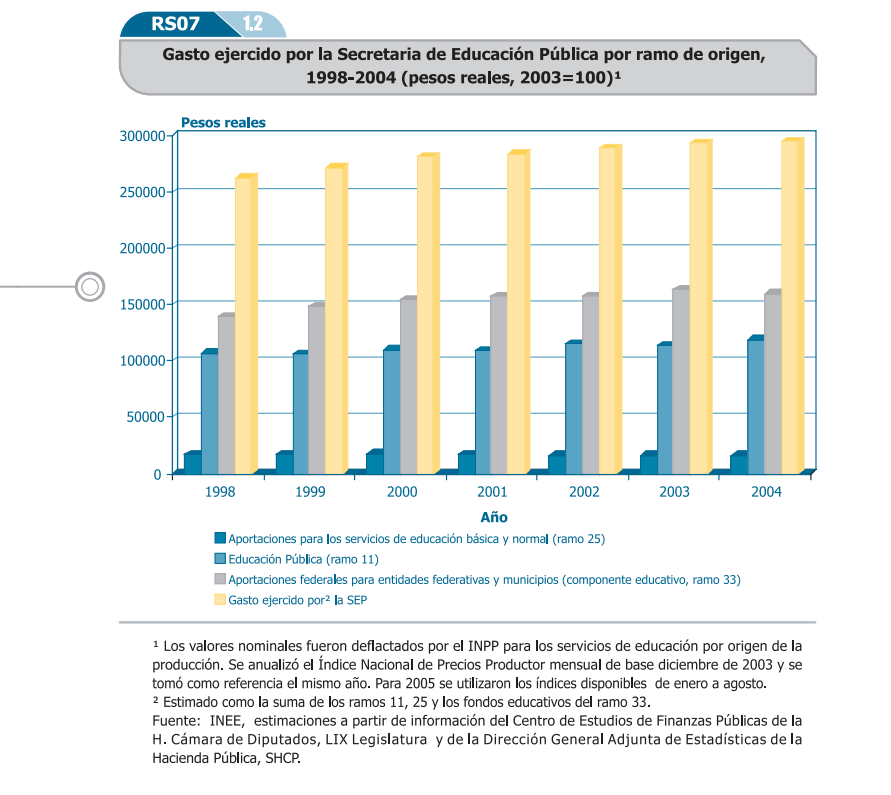 RS07 1.2
Gasto ejercido por la Secretaria de Educación Pública por ramo de origen,
1998-2004 (pesos reales, 2003=100)¹
Pesos reales
300000
250000
200000
150000
100000
50000
0
1998 1999 2000 2001 2002 2003 2004
Año
Aportaciones para los servicios de educación básica y normal (ramo 25)
Educación Pública (ramo 11)
Aportaciones federales para entidades federativas y municipios (componente educativo, ramo 33)
Gasto ejercido por² la SEP
¹ Los valores nominales fueron deflactados por el INPP para los servicios de educación por origen de la
producción. Se anualizó el Índice Nacional de Precios Productor mensual de base diciembre de 2003 y se
tomó como referencia el mismo año. Para 2005 se utilizaron los índices disponibles de enero a agosto.
² Estimado como la suma de los ramos 11, 25 y los fondos educativos del ramo 33.
Fuente: INEE, estimaciones a partir de información del Centro de Estudios de Finanzas Públicas de la
H. Cámara de Diputados, LIX Legislatura y de la Dirección General Adjunta de Estadísticas de la
Hacienda Pública, SHCP.